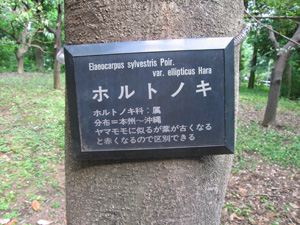 Elaeocarpus sylvestris Poir.
var. ellipticus Hara
ホルトノキ
ホルトノキ科：属
分布＝本州〜沖縄
ヤマモモに似るが葉が古くなる
と赤くなるので区別できる